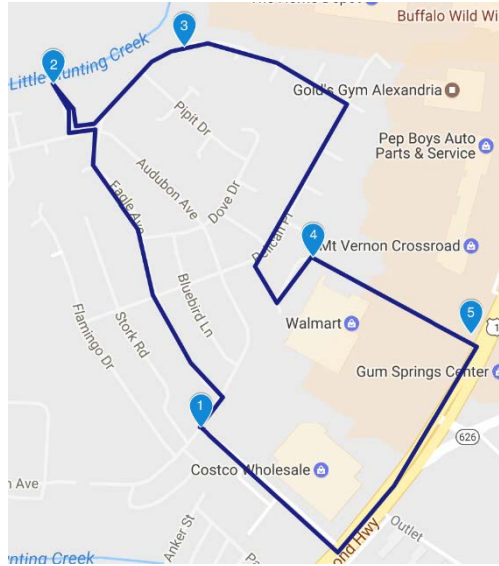 Buffalo Wild Wi
Little Hunting Creek
2
3
Gold's Gym Alexandria
Pipit Dr
Pep Boys Auto
Parts & Service
Audubon Ave
Dove Dr
Eagle Ave
Pelican Pl
4
Mt Vernon Crossroad
Bluebird Ln
5
1
Walmart
Flamingo Dr
Stork Rd
Gum Springs Center
1
626
Costco Wholesale
n Ave
Anker St
Outlet
ond Hwy
nting Creek